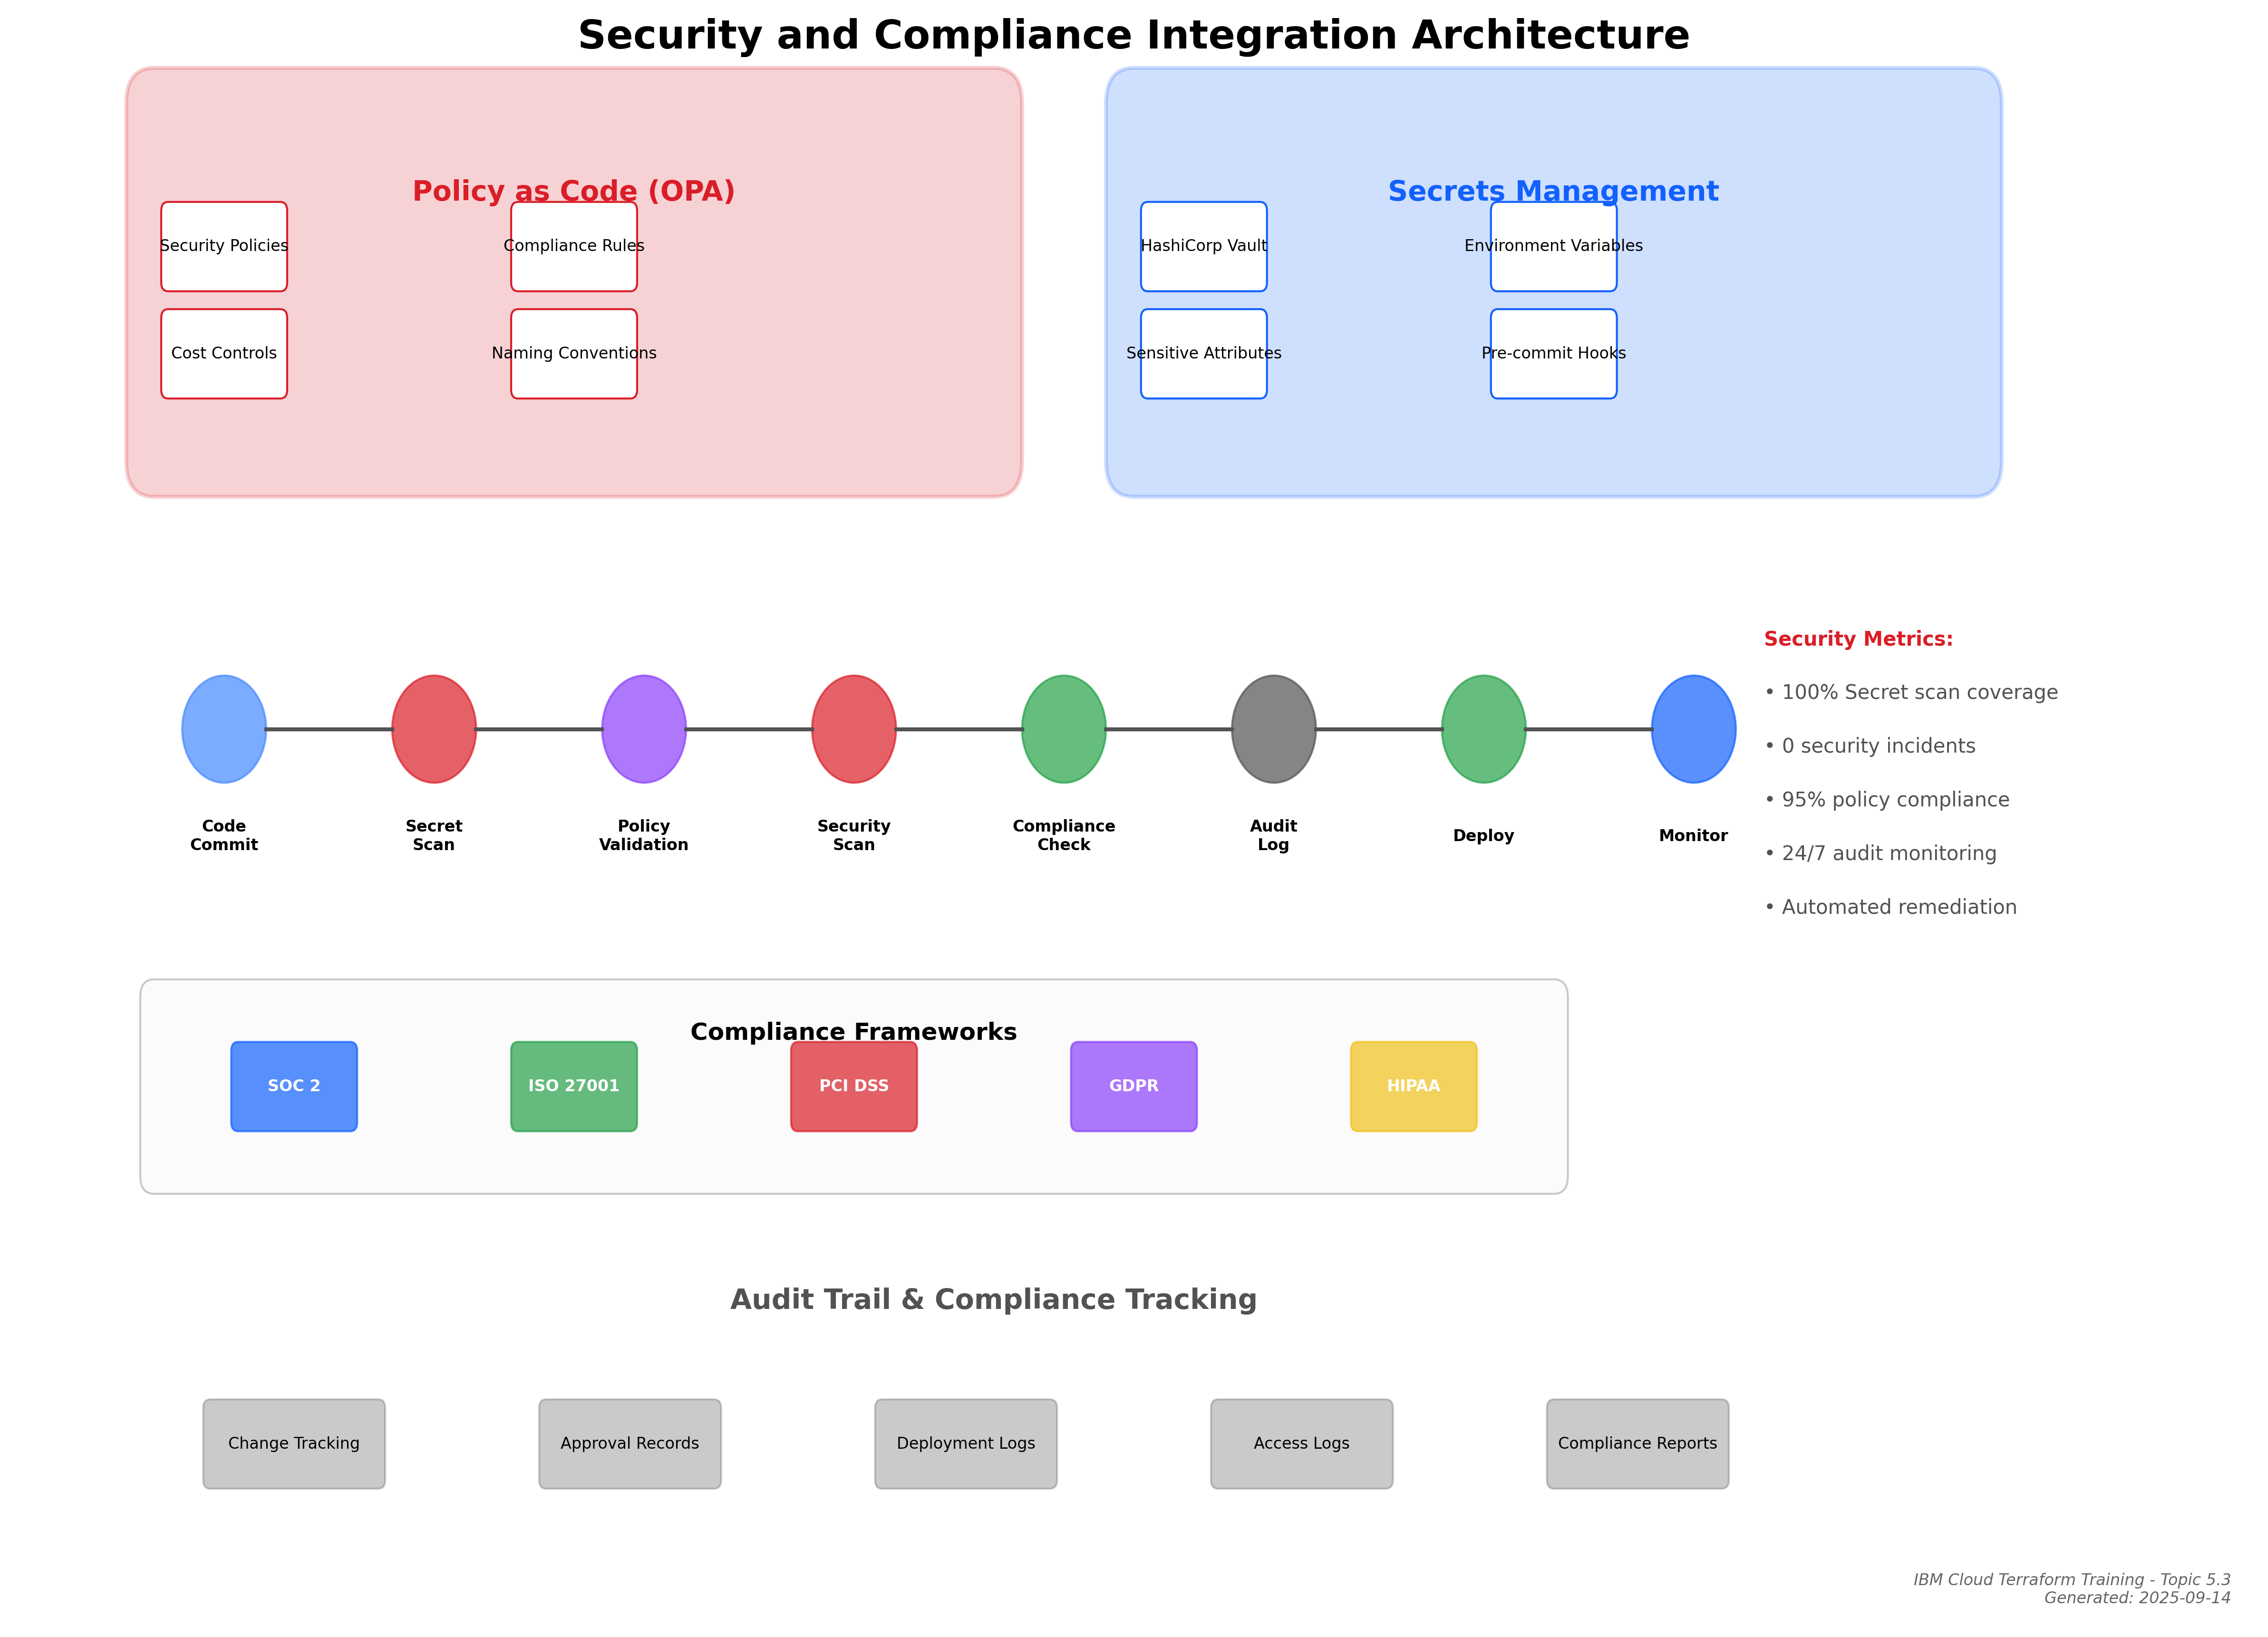 Security and Compliance Integration Architecture
Policy as Code (OPA)
Security Policies
Compliance Rules
Cost Controls
Naming Conventions
Secrets Management
HashiCorp Vault
Environment Variables
Sensitive Attributes
Pre-commit Hooks
Code
Commit
Secret
Scan
Policy
Validation
Security
Scan
Compliance
Check
Audit
Log
Deploy
Monitor
Security Metrics:
• 100% Secret scan coverage
• 0 security incidents
• 95% policy compliance
• 24/7 audit monitoring
• Automated remediation
Compliance Frameworks
SOC 2
ISO 27001
PCI DSS
GDPR
HIPAA
Audit Trail & Compliance Tracking
Change Tracking
Approval Records
Deployment Logs
Access Logs
Compliance Reports
IBM Cloud Terraform Training - Topic 5.3
Generated: 2025-09-14